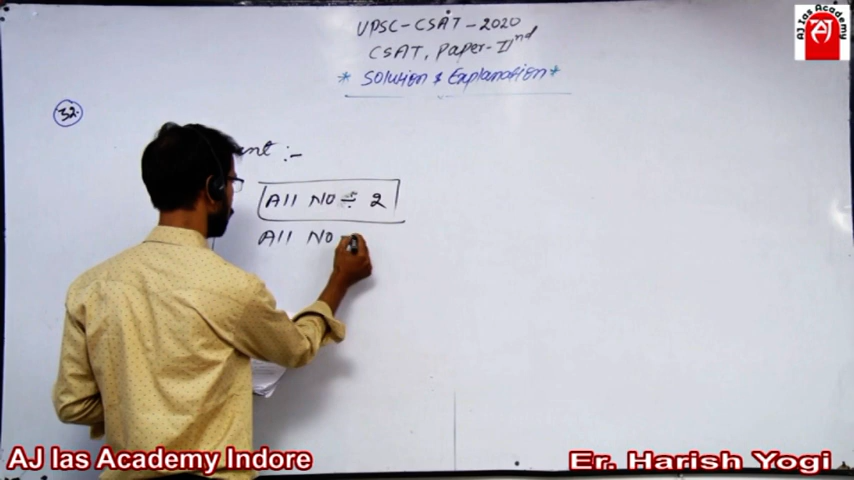 UPSC-CSAT-2020
CSAT, Paper-IInd
* Solution & Explanation *
32.
:-
All No ÷ 2
All No
AJ Ias Academy
AJ
AJ Ias Academy Indore
Er. Harish Yogi